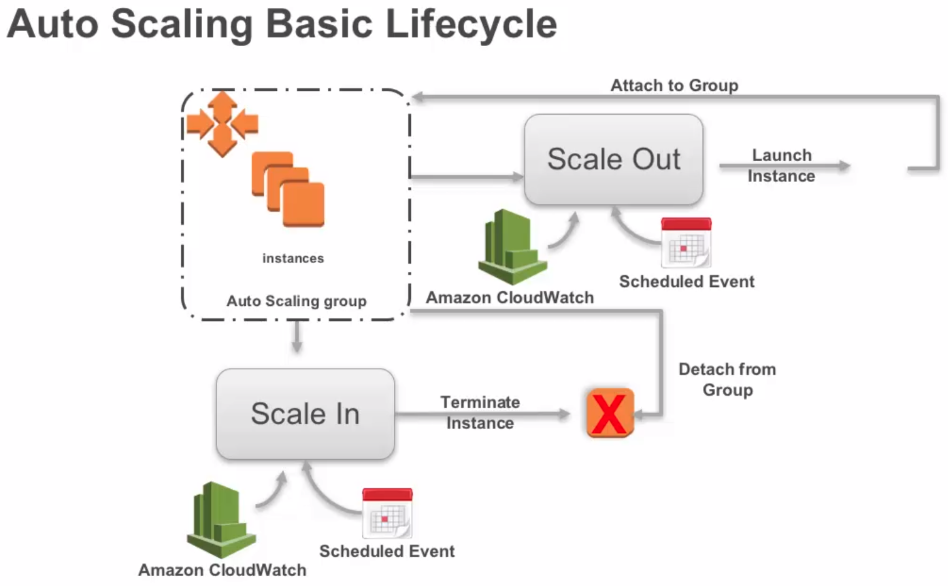 Auto Scaling Basic Lifecycle
Attach to Group
Scale Out
Launch
Instance
instances
Auto Scaling group
Amazon CloudWatch
Scheduled Event
Detach from
Group
Scale In
Terminate
Instance
X
Amazon CloudWatch
Scheduled Event